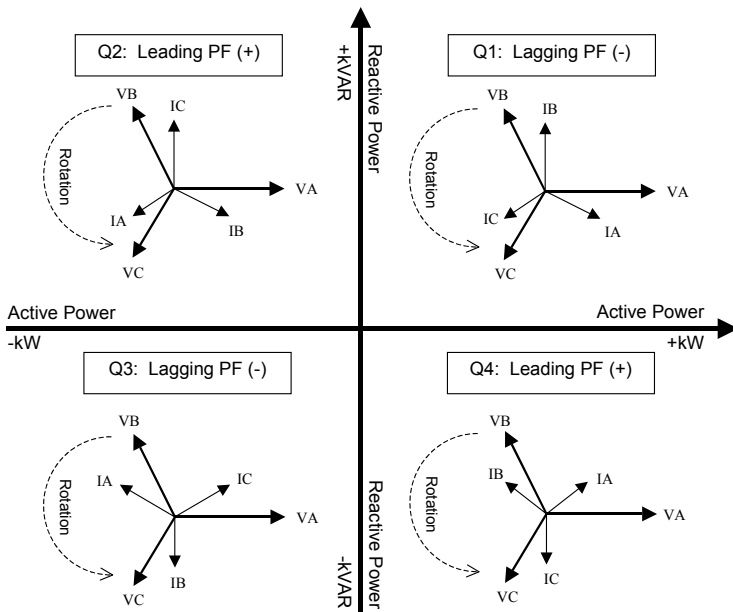 Q2: Leading PF (+)
VB
IC
Rotation
VA
IA
IB
VC
+kVAR
Reactive Power
Q1: Lagging PF (-)
VB
IB
Rotation
VA
IC
IA
VC
Active Power
-kW
Active Power
+kW
Q3: Lagging PF (-)
VB
IA
IC
Rotation
VA
VC
IB
-kVAR
Reactive Power
Q4: Leading PF (+)
VB
IB
IA
Rotation
VA
VC
IC